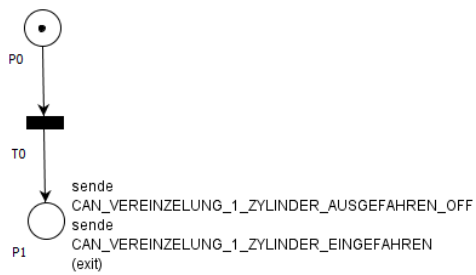 P0
T0
sende
CAN_VEREINZELUNG_1_ZYLINDER_AUSGEFAHREN_OFF
sende
CAN_VEREINZELUNG_1_ZYLINDER_EINGEFAHREN
P1
(exit)